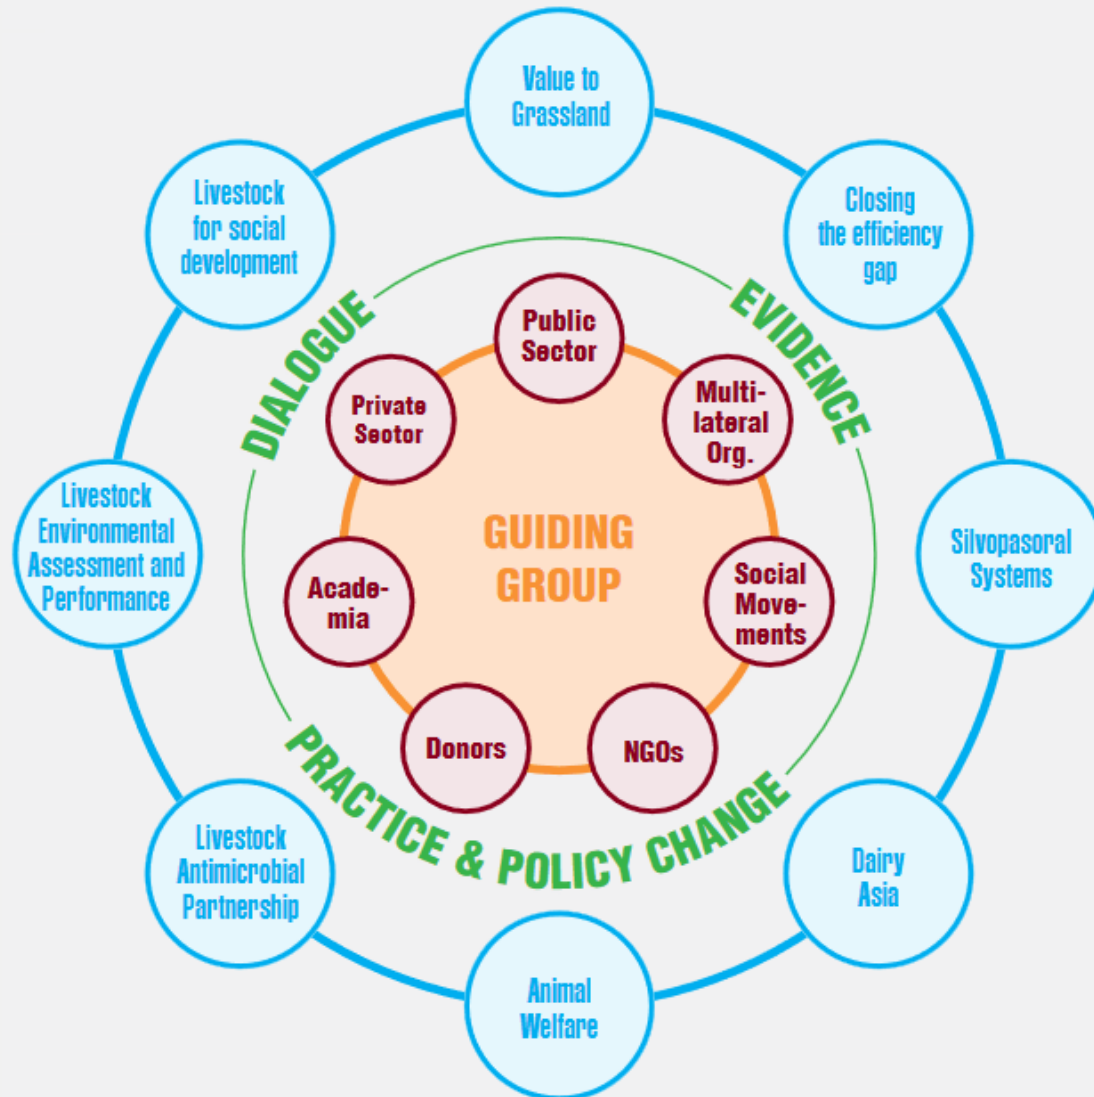 Value to
Grassland
Closing
the efficiency
gap
Silvopasoral
Systems
Dairy
Asia
Animal
Welfare
Livestock
Antimicrobial
Partnership
Livestock
Environmental
Assessment and
Performance
Livestock
for social
development
DIALOGUE
EVIDENCE
PRACTICE & POLICY CHANGE
Public
Sector
Multi-
lateral
Org.
Social
Move-
ments
NGOs
Donors
Acade-
mia
Private
Sector
GUIDING
GROUP